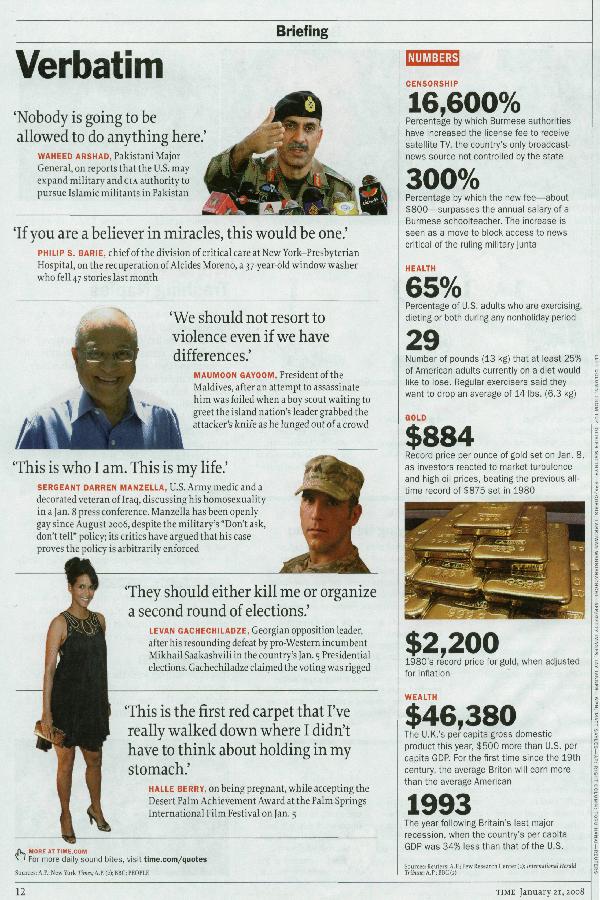 Briefing
Verbatim
‘Nobody is going to be
allowed to do anything here.’
WAHEED ARSHAD, Pakistani Major
General, on reports that the U.S. may
expand military and CIA authority to
pursue Islamic militants in Pakistan
‘If you are a believer in miracles, this would be one.’
PHILIP S. BARIE, chief of the division of critical care at New York–Presbyterian
Hospital, on the recuperation of Alcides Moreno, a 37-year-old window washer
who fell 47 stories last month
‘We should not resort to
violence even if we have
differences.’
MAUMOON GAYOOM, President of the
Maldives, after an attempt to assassinate
him was foiled when a boy scout waiting to
greet the island nation's leader grabbed the
attacker's knife as he lunged out of a crowd
‘This is who I am. This is my life.’
SERGEANT DARREN MANZELLA, U.S. Army medic and a
decorated veteran of Iraq, discussing his homosexuality
in a Jan. 8 press conference. Manzella has been openly
gay since August 2006, despite the military's “Don't ask,
don't tell” policy; its critics have argued that his case
proves the policy is arbitrarily enforced
‘They should either kill me or organize
a second round of elections.’
LEVAN GACHECHILADZE, Georgian opposition leader,
after his resounding defeat by pro-Western incumbent
Mikhail Saakashvili in the country's Jan. 5 Presidential
elections. Gachechiladze claimed the voting was rigged
‘This is the first red carpet that I've
really walked down where I didn't
have to think about holding in my
stomach.’
HALLE BERRY, on being pregnant, while accepting the
Desert Palm Achievement Award at the Palm Springs
International Film Festival on Jan. 5
MORE AT TIME.COM
For more daily sound bites, visit time.com/quotes
Sources: A.P.; New York Times; A.P. (2); BBC; PEOPLE
NUMBERS
CENSORSHIP
16,600%
Percentage by which Burmese authorities
have increased the license fee to receive
satellite TV, the country's only broadcast-
news source not controlled by the state
300%
Percentage by which the new fee—about
$800—surpasses the annual salary of a
Burmese schoolteacher. The increase is
seen as a move to block access to news
critical of the ruling military junta
HEALTH
65%
Percentage of U.S. adults who are exercising,
dieting or both during any nonholiday period
29
Number of pounds (13 kg) that at least 25%
of American adults currently on a diet would
like to lose. Regular exercisers said they
want to drop an average of 14 lbs. (6.3 kg)
GOLD
$884
Record price per ounce of gold set on Jan. 8,
as investors reacted to market turbulence
and high oil prices, beating the previous all-
time record of $875 set in 1980
$2,200
1980's record price for gold, when adjusted
for inflation
WEALTH
$46,380
The U.K.'s per capita gross domestic
product this year, $500 more than U.S. per
capita GDP. For the first time since the 19th
century, the average Briton will earn more
than the average American
1993
The year following Britain's last major
recession, when the country's per capita
GDP was 34% less than that of the U.S.
Sources: Reuters; A.P.; Pew Research Center (2); International Herald
Tribune; A.P.; BBC (2)
12
TIME January 21, 2008